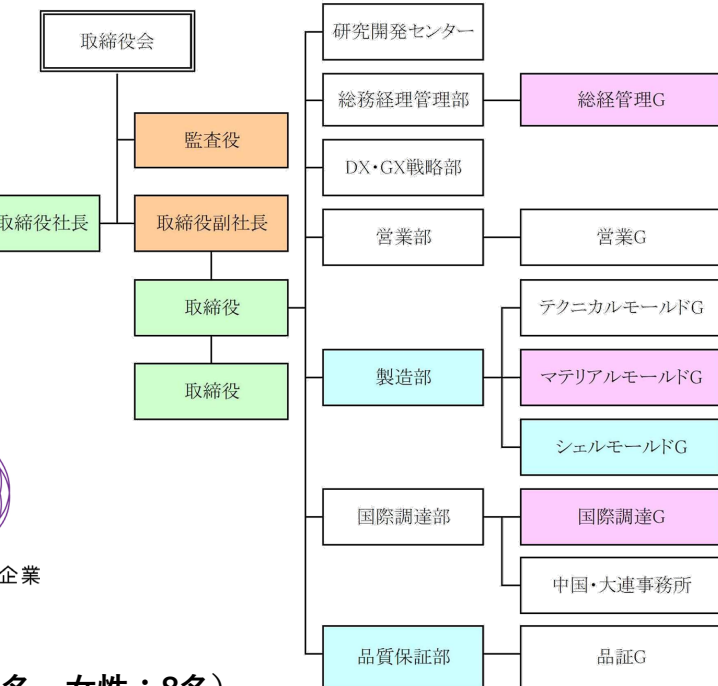 取締役会
監査役
取締役社長
取締役副社長
取締役
取締役
研究開発センター
総務経理管理部
総経管理G
DX・GX戦略部
営業部
営業G
製造部
テクニカルモールドG
マテリアルモールドG
シェルモールドG
国際調達部
国際調達G
中国・大連事務所
品質保証部
品証G
企業
名 女性：8名）